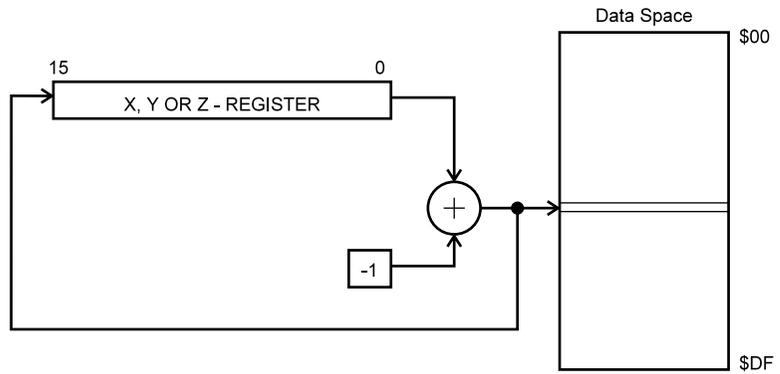 Data Space
$00
15 0
X, Y OR Z - REGISTER
+
-1
$DF